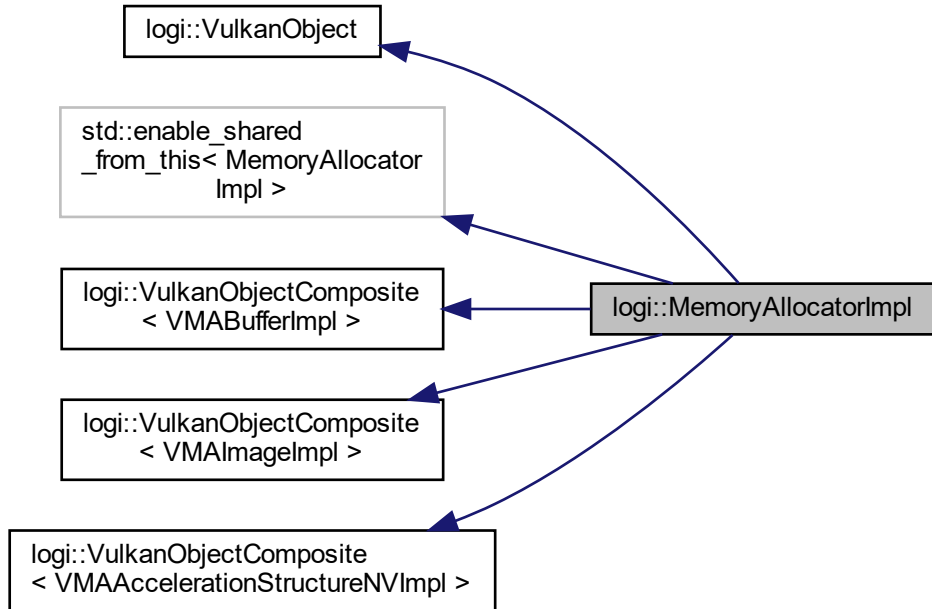 logi::VulkanObject
std::enable_shared
_from_this< MemoryAllocator
Impl >
logi::VulkanObjectComposite
< VMABufferImpl >
logi::MemoryAllocatorImpl
logi::VulkanObjectComposite
< VMAImageImpl >
logi::VulkanObjectComposite
< VMAAccelerationStructureNVImpl >